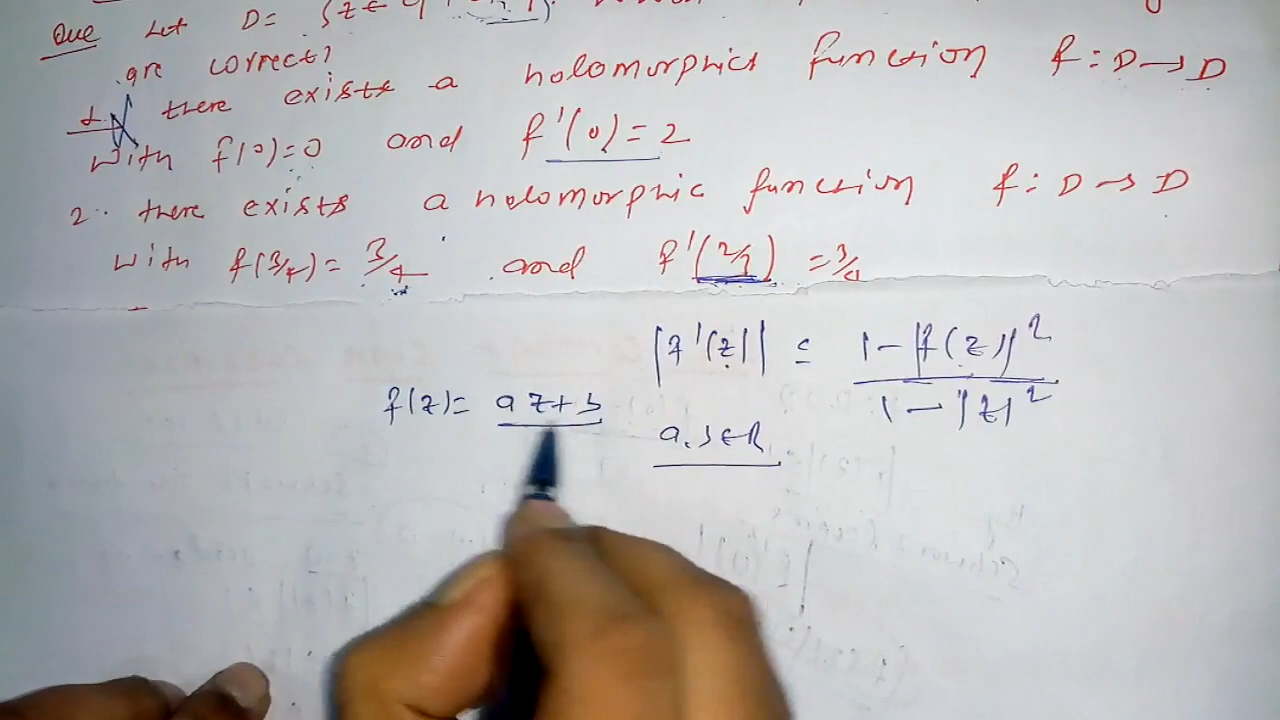 Que Let D= {z∈
are correct?
1. there exists a holomorphics function f:D→D
with f(0)=0 and f'(0)=2
2. there exists a holomorphic function f:D→D
with f(3/4)=3/4 and f'(2/3)=3/4
|f'(z)| ≤ 1-|f(z)|² / 1-|z|²
f(z)= az+b
a,b∈R